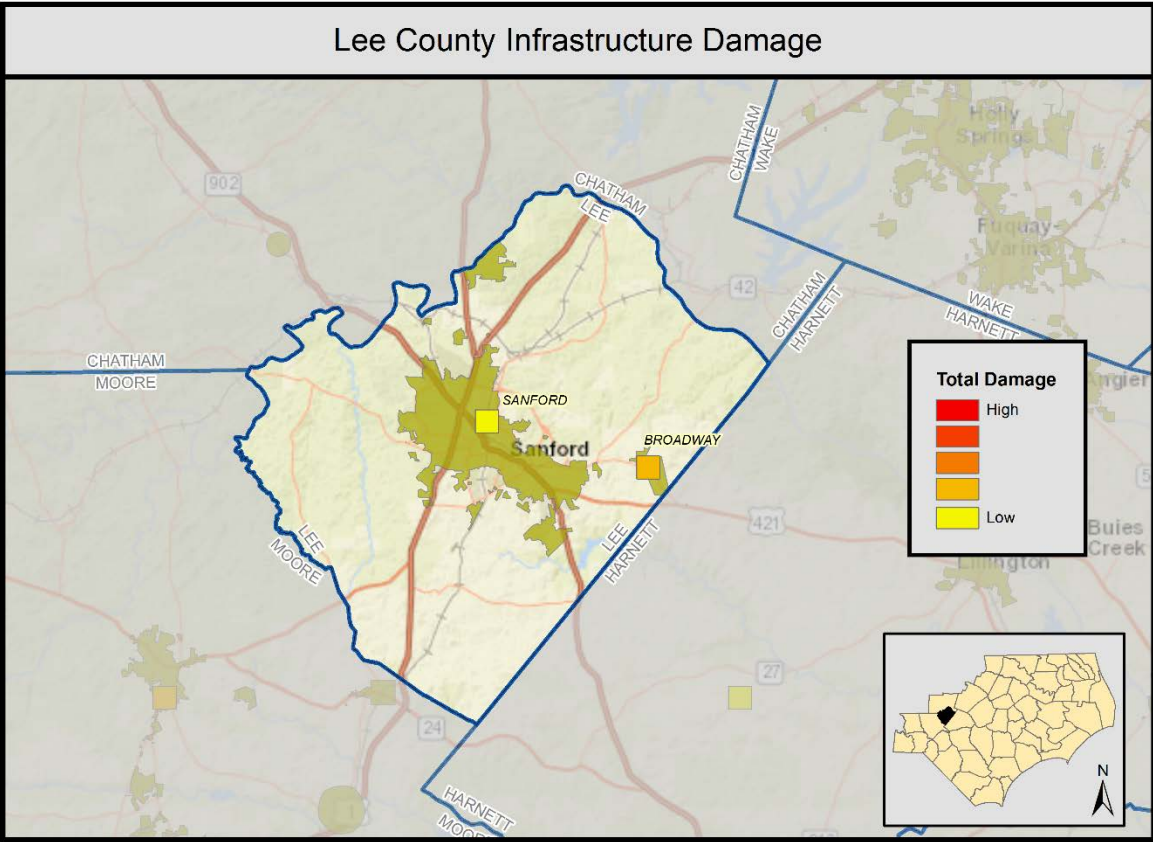 Lee County Infrastructure Damage
Holly
Springs
CHATHAM
WAKE
902
CHATHAM
LEE
Fuquay-
Varina
42
CHATHAM
HARNETT
WAKE
HARNETT
CHATHAM
MOORE
Total Damage
High
Low
Angier
SANFORD
BROADWAY
Sanford
LEE
MOORE
LEE
HARNETT
421
Buies
Creek
Lillington
27
24
HARNETT
MOORE
N